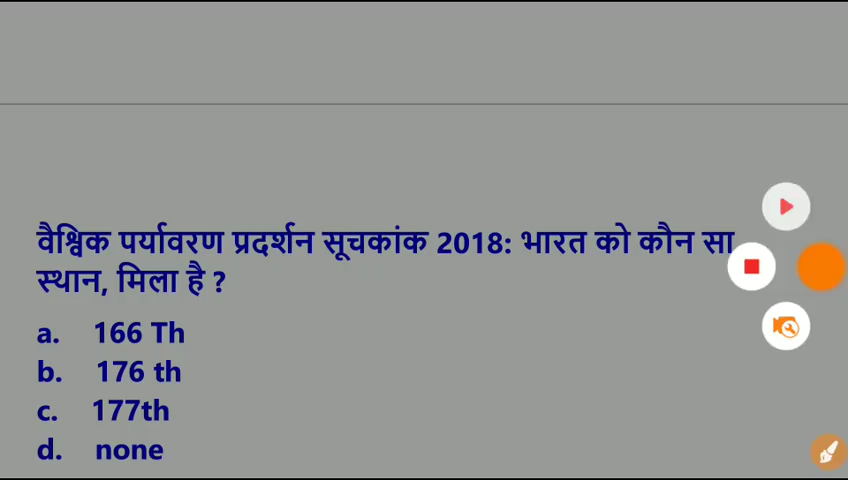 वैश्विक पर्यावरण प्रदर्शन सूचकांक 2018: भारत को कौन सा
स्थान, मिला है ?
a. 166 Th
b. 176 th
c. 177th
d. none